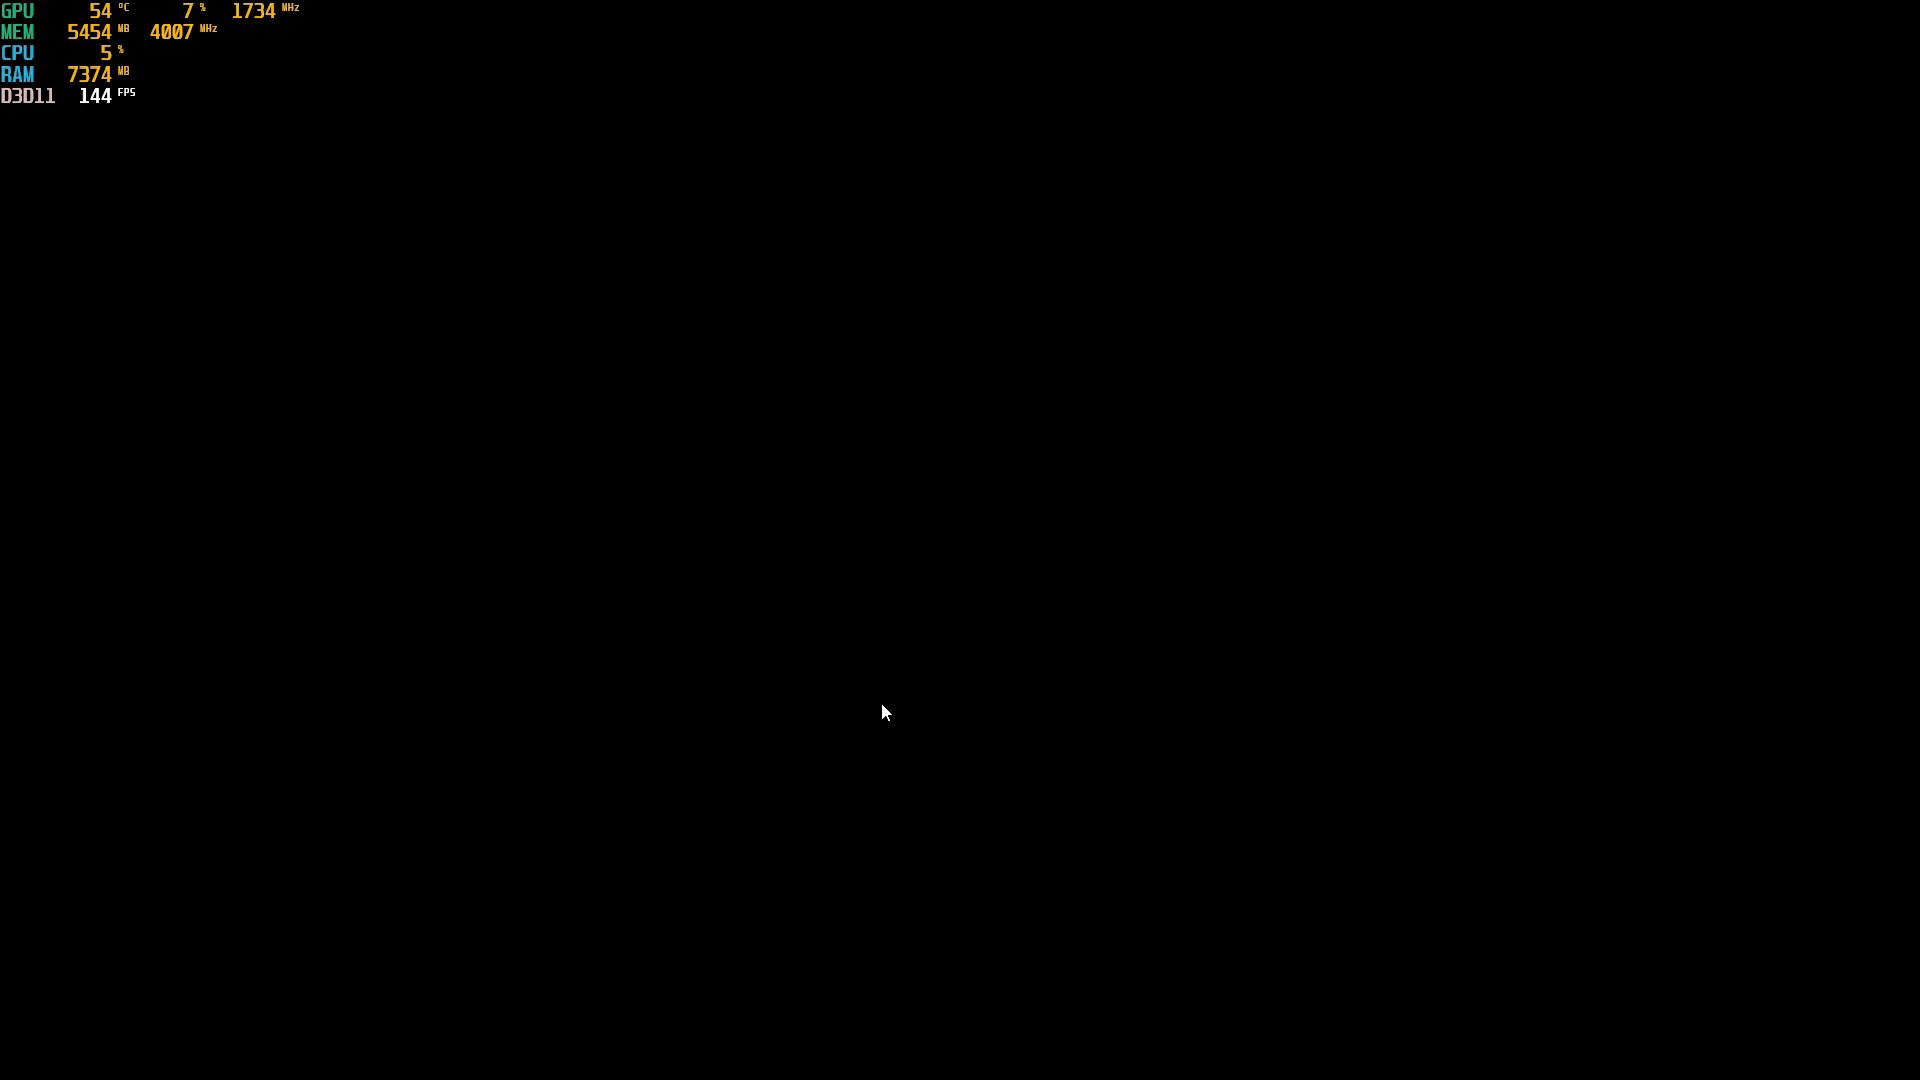 GPU 54 °C 7 % 1734 MHz
MEM 5454 MB 4007 MHz
CPU 5 %
RAM 7374 MB
D3D11 144 FPS